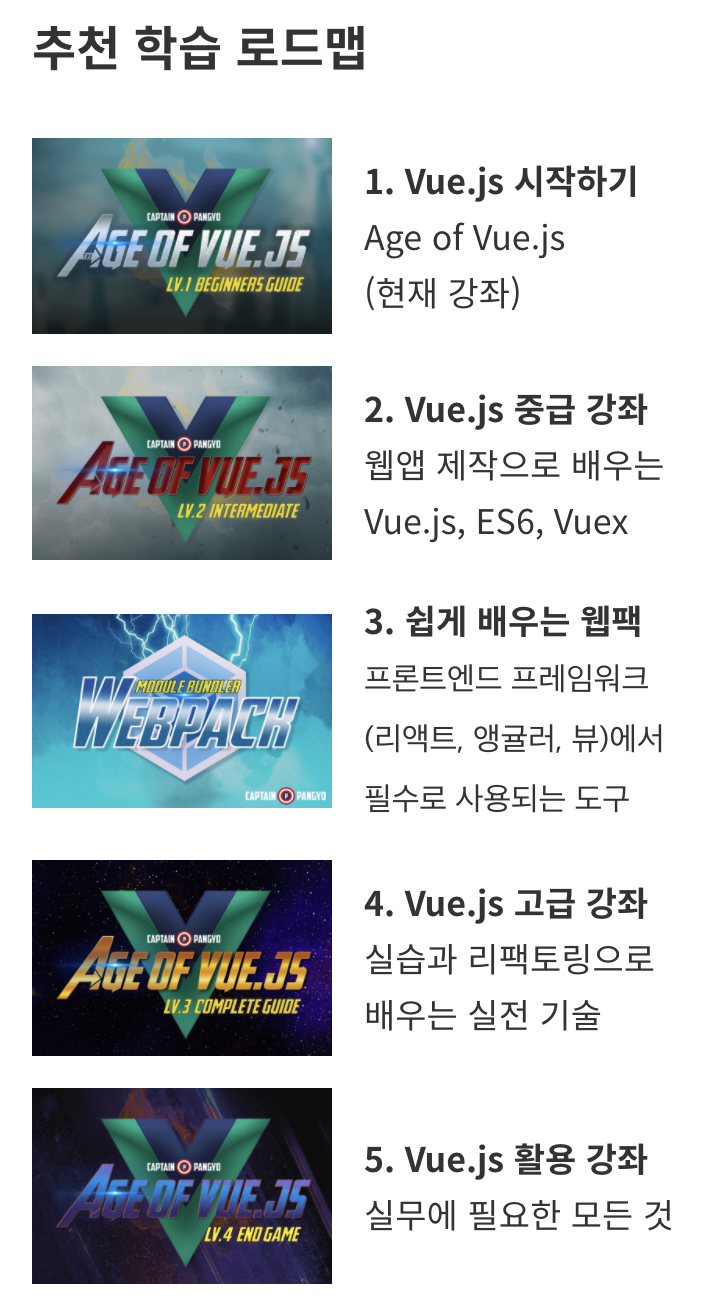 추천 학습 로드맵
CAPTAIN P PANGYO
AGE OF VUE.JS
LV.1 BEGINNERS GUIDE
1. Vue.js 시작하기
Age of Vue.js
(현재 강좌)
CAPTAIN P PANGYO
AGE OF VUE.JS
LV.2 INTERMEDIATE
2. Vue.js 중급 강좌
웹앱 제작으로 배우는
Vue.js, ES6, Vuex
MODULE BUNDLER
WEBPACK
CAPTAIN P PANGYO
3. 쉽게 배우는 웹팩
프론트엔드 프레임워크
(리액트, 앵귤러, 뷰)에서
필수로 사용되는 도구
CAPTAIN P PANGYO
AGE OF VUE.JS
LV.3 COMPLETE GUIDE
4. Vue.js 고급 강좌
실습과 리팩토링으로
배우는 실전 기술
CAPTAIN P PANGYO
AGE OF VUE.JS
LV.4 END GAME
5. Vue.js 활용 강좌
실무에 필요한 모든 것